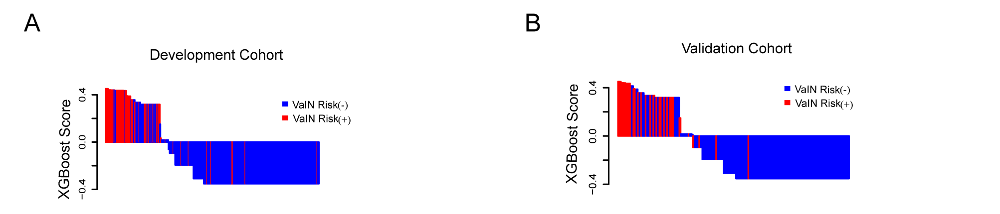 A
Development Cohort
XGBoost Score
0.4
0.0
−0.4
VaIN Risk(-)
VaIN Risk(+)
B
Validation Cohort
XGBoost Score
0.4
0.0
−0.4
VaIN Risk(-)
VaIN Risk(+)